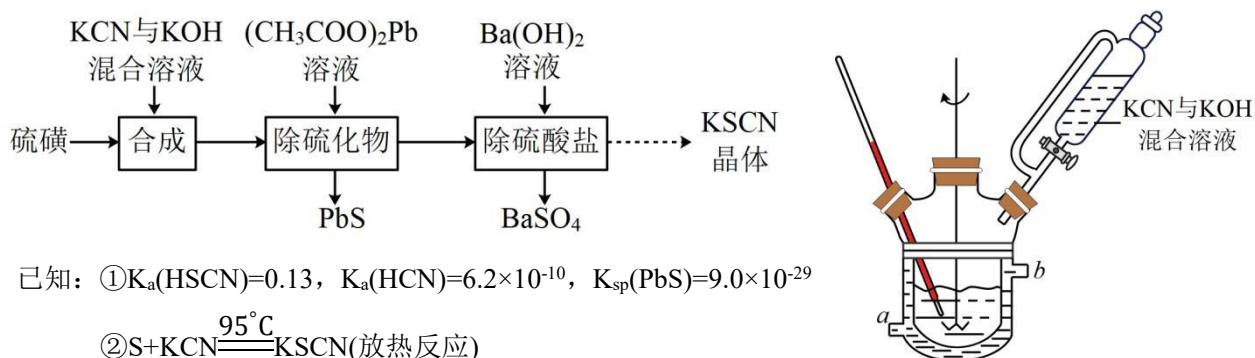 KCN与KOH
混合溶液
(CH₃COO)₂Pb
溶液
Ba(OH)₂
溶液
硫磺
合成
除硫化物
除硫酸盐
KSCN
晶体
PbS
BaSO₄
KCN与KOH
混合溶液
b
a
已知：①Kₐ(HSCN)=0.13，Kₐ(HCN)=6.2×10⁻¹⁰，Kₛₚ(PbS)=9.0×10⁻²⁹
②S+KCN 95°C══KSCN(放热反应)